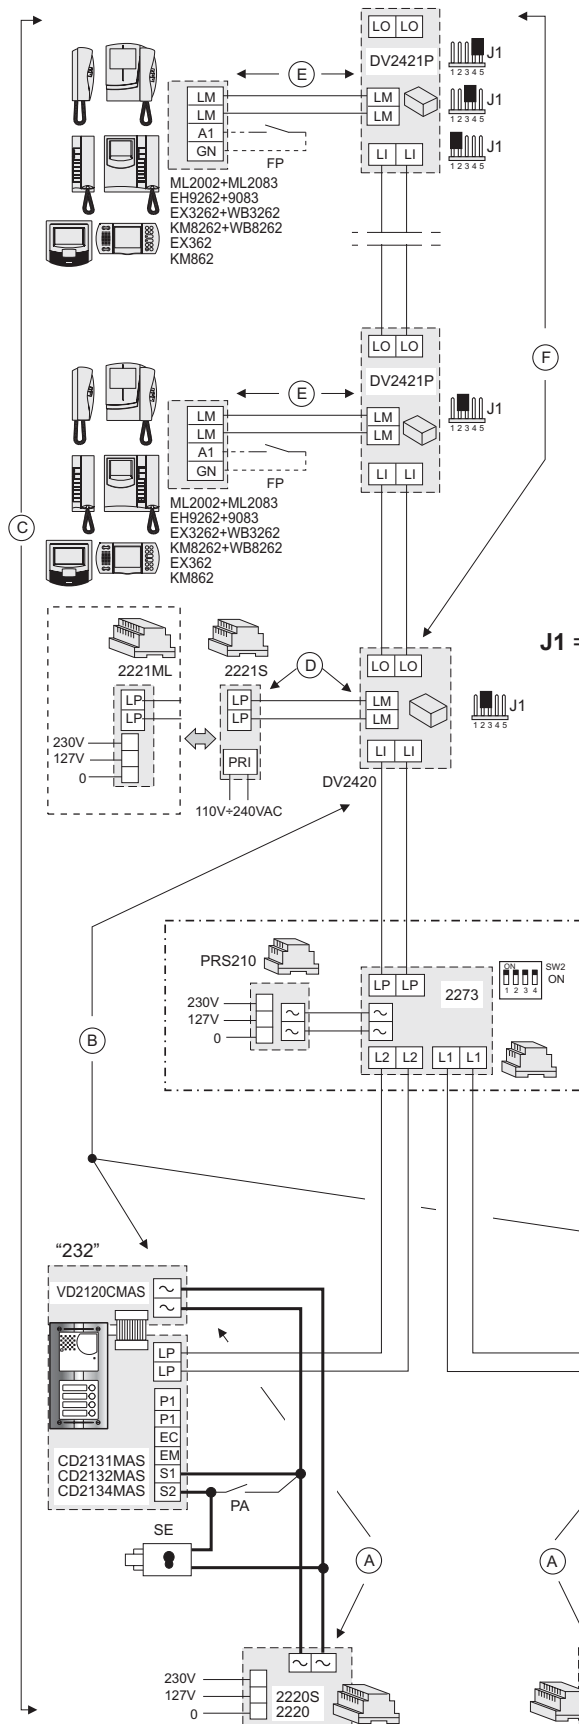 LO LO
DV2421P
J1
1 2 3 4 5
E
LM
LM
A1
GN
LM
LM
J1
1 2 3 4 5
LI LI
J1
1 2 3 4 5
FP
ML2002+ML2083
EH9262+9083
EX3262+WB3262
KM8262+WB8262
EX362
KM862
F
LO LO
DV2421P
E
LM
LM
A1
GN
LM
LM
J1
1 2 3 4 5
LI LI
FP
ML2002+ML2083
EH9262+9083
EX3262+WB3262
KM8262+WB8262
EX362
KM862
C
2221ML
2221S
D
LO LO
J1 =
LP
LP
LP
LP
LM
LM
J1
1 2 3 4 5
230V
127V
0
PRI
LI LI
DV2420
110V÷240VAC
PRS210
LP LP
2273
ON
1 2 3 4
SW2
ON
230V
127V
0
~
~
~
~
L2 L2
L1 L1
B
"232"
VD2120CMAS
~
~
LP
LP
P1
P1
EC
EM
S1
S2
CD2131MAS
CD2132MAS
CD2134MAS
PA
SE
A
A
~ ~
230V
127V
0
2220S
2220